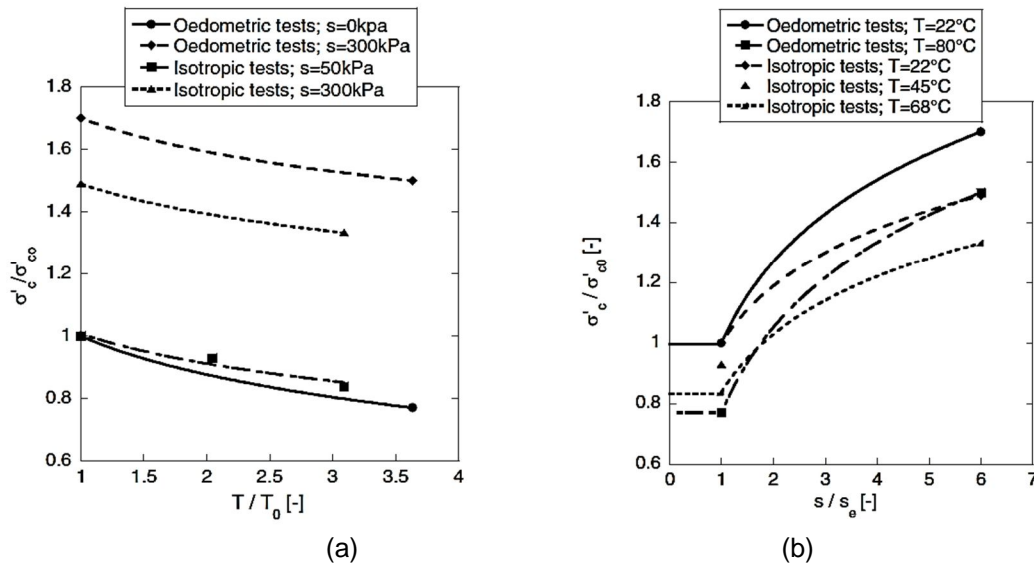 Oedometric tests; s=0kpa
Oedometric tests; s=300kPa
Isotropic tests; s=50kPa
Isotropic tests; s=300kPa
1.8
1.6
1.4
1.2
1
0.8
0.6
σ'c/σ'co
1 1.5 2 2.5 3 3.5 4
T / T0 [-]
(a)
Oedometric tests; T=22°C
Oedometric tests; T=80°C
Isotropic tests; T=22°C
Isotropic tests; T=45°C
Isotropic tests; T=68°C
1.8
1.6
1.4
1.2
1
0.8
0.6
σ'c / σ'c0 [-]
0 1 2 3 4 5 6 7
s / se [-]
(b)